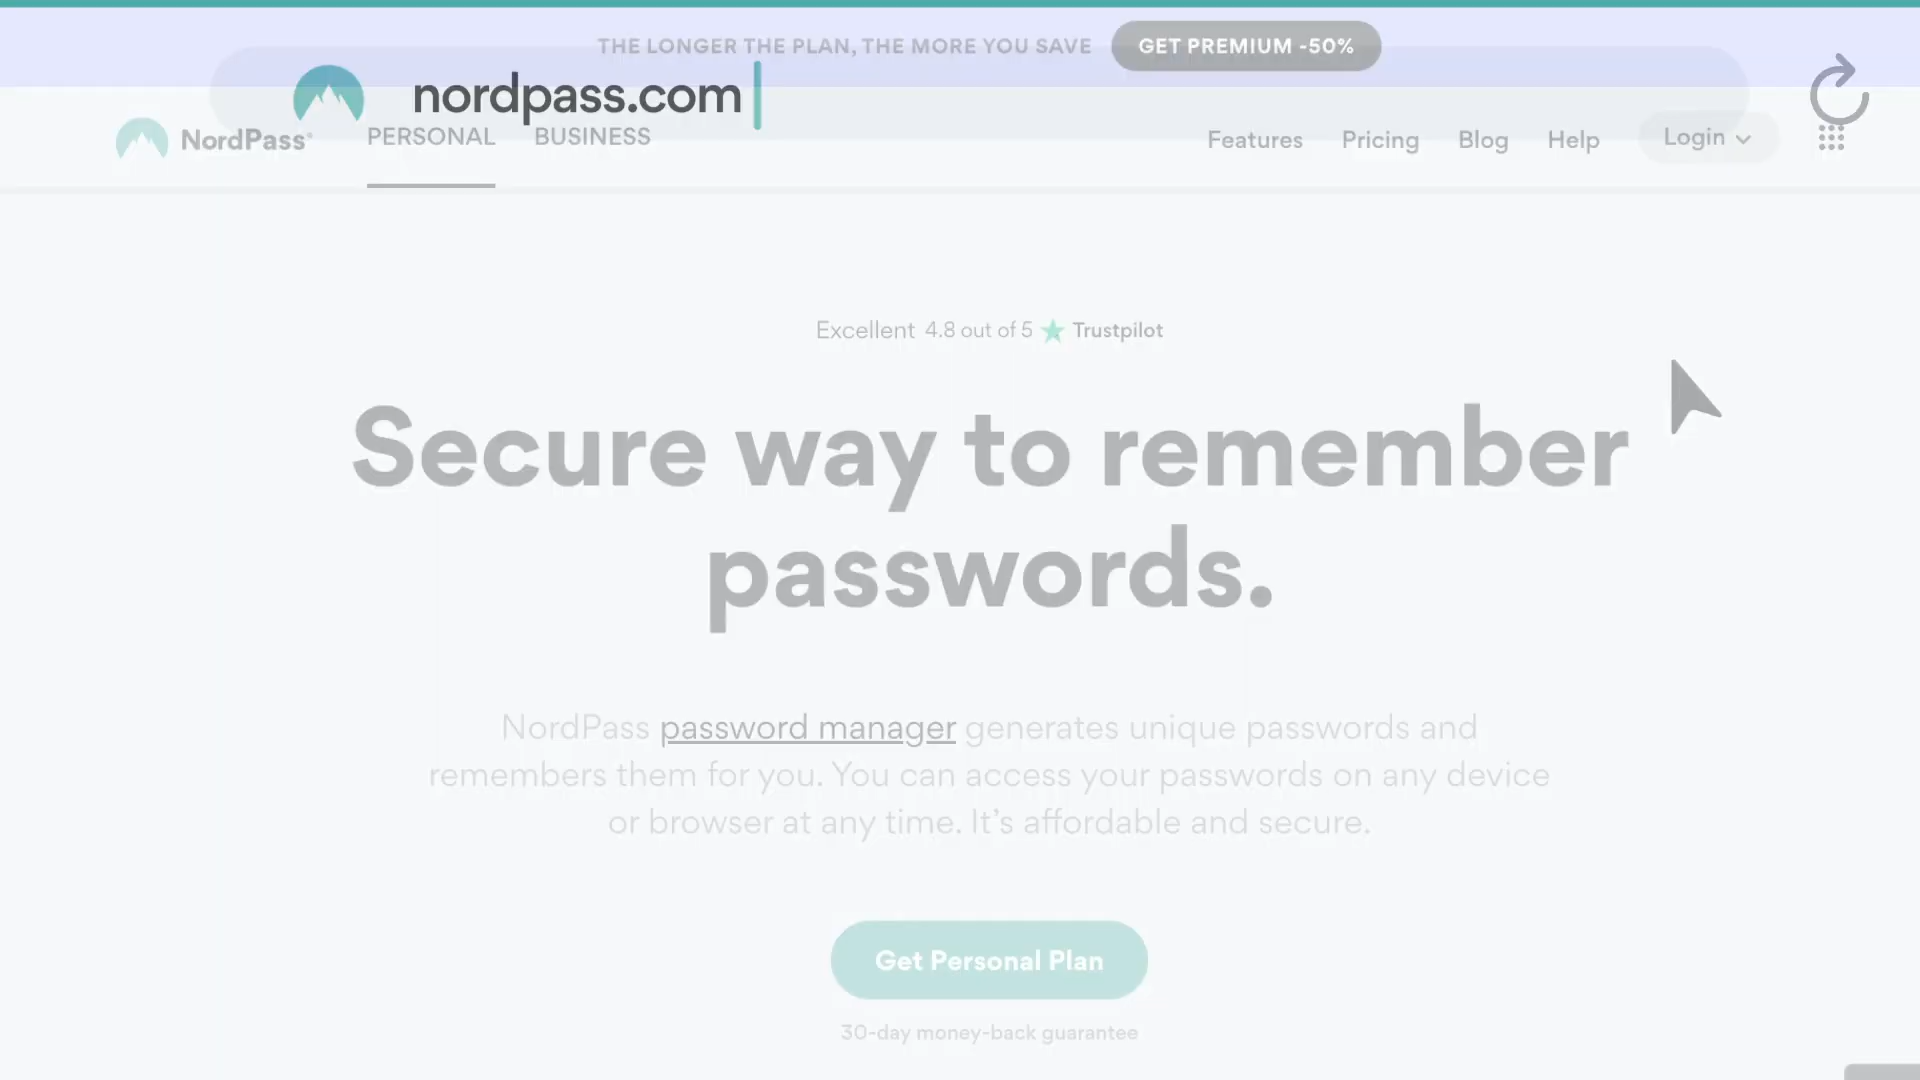 THE LONGER THE PLAN, THE MORE YOU SAVE GET PREMIUM -50%
nordpass.com
NordPass® PERSONAL BUSINESS Features Pricing Blog Help Login
Excellent 4.8 out of 5 Trustpilot
Secure way to remember
passwords.
NordPass password manager generates unique passwords and
remembers them for you. You can access your passwords on any device
or browser at any time. It’s affordable and secure.
Get Personal Plan
30-day money-back guarantee